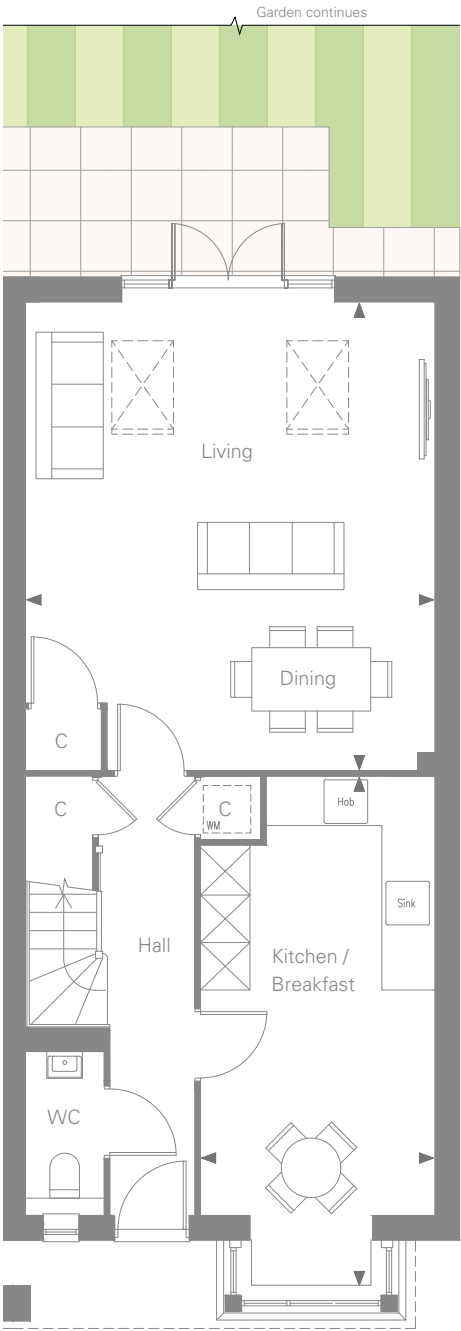 Garden continues
Living
Dining
C
C
C
WM
Hob
Sink
Hall
Kitchen /
Breakfast
WC